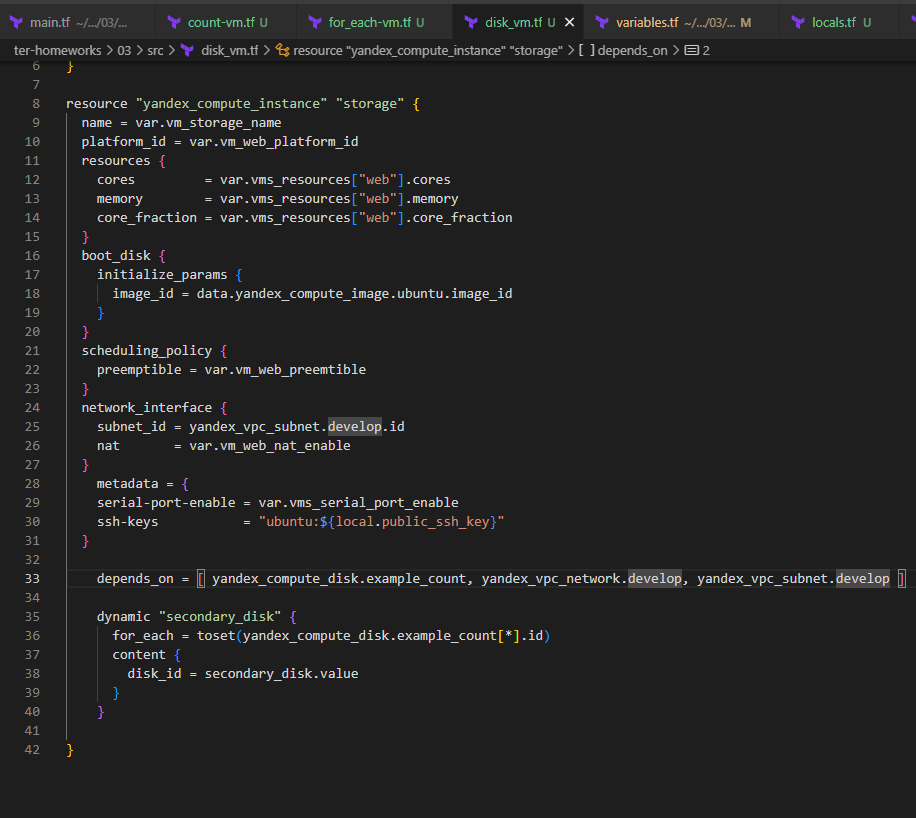 main.tf ~/.../03/... count-vm.tf U for_each-vm.tf U disk_vm.tf U × variables.tf ~/.../03/... M locals.tf U
ter-homeworks > 03 > src > disk_vm.tf > resource "yandex_compute_instance" "storage" > [ ] depends_on > 2
6 }
7
8 resource "yandex_compute_instance" "storage" {
9 name = var.vm_storage_name
10 platform_id = var.vm_web_platform_id
11 resources {
12 cores = var.vms_resources["web"].cores
13 memory = var.vms_resources["web"].memory
14 core_fraction = var.vms_resources["web"].core_fraction
15 }
16 boot_disk {
17 initialize_params {
18 image_id = data.yandex_compute_image.ubuntu.image_id
19 }
20 }
21 scheduling_policy {
22 preemptible = var.vm_web_preemtible
23 }
24 network_interface {
25 subnet_id = yandex_vpc_subnet.develop.id
26 nat = var.vm_web_nat_enable
27 }
28 metadata = {
29 serial-port-enable = var.vms_serial_port_enable
30 ssh-keys = "ubuntu:${local.public_ssh_key}"
31 }
32
33 depends_on = [ yandex_compute_disk.example_count, yandex_vpc_network.develop, yandex_vpc_subnet.develop ]
34
35 dynamic "secondary_disk" {
36 for_each = toset(yandex_compute_disk.example_count[*].id)
37 content {
38 disk_id = secondary_disk.value
39 }
40 }
41
42 }